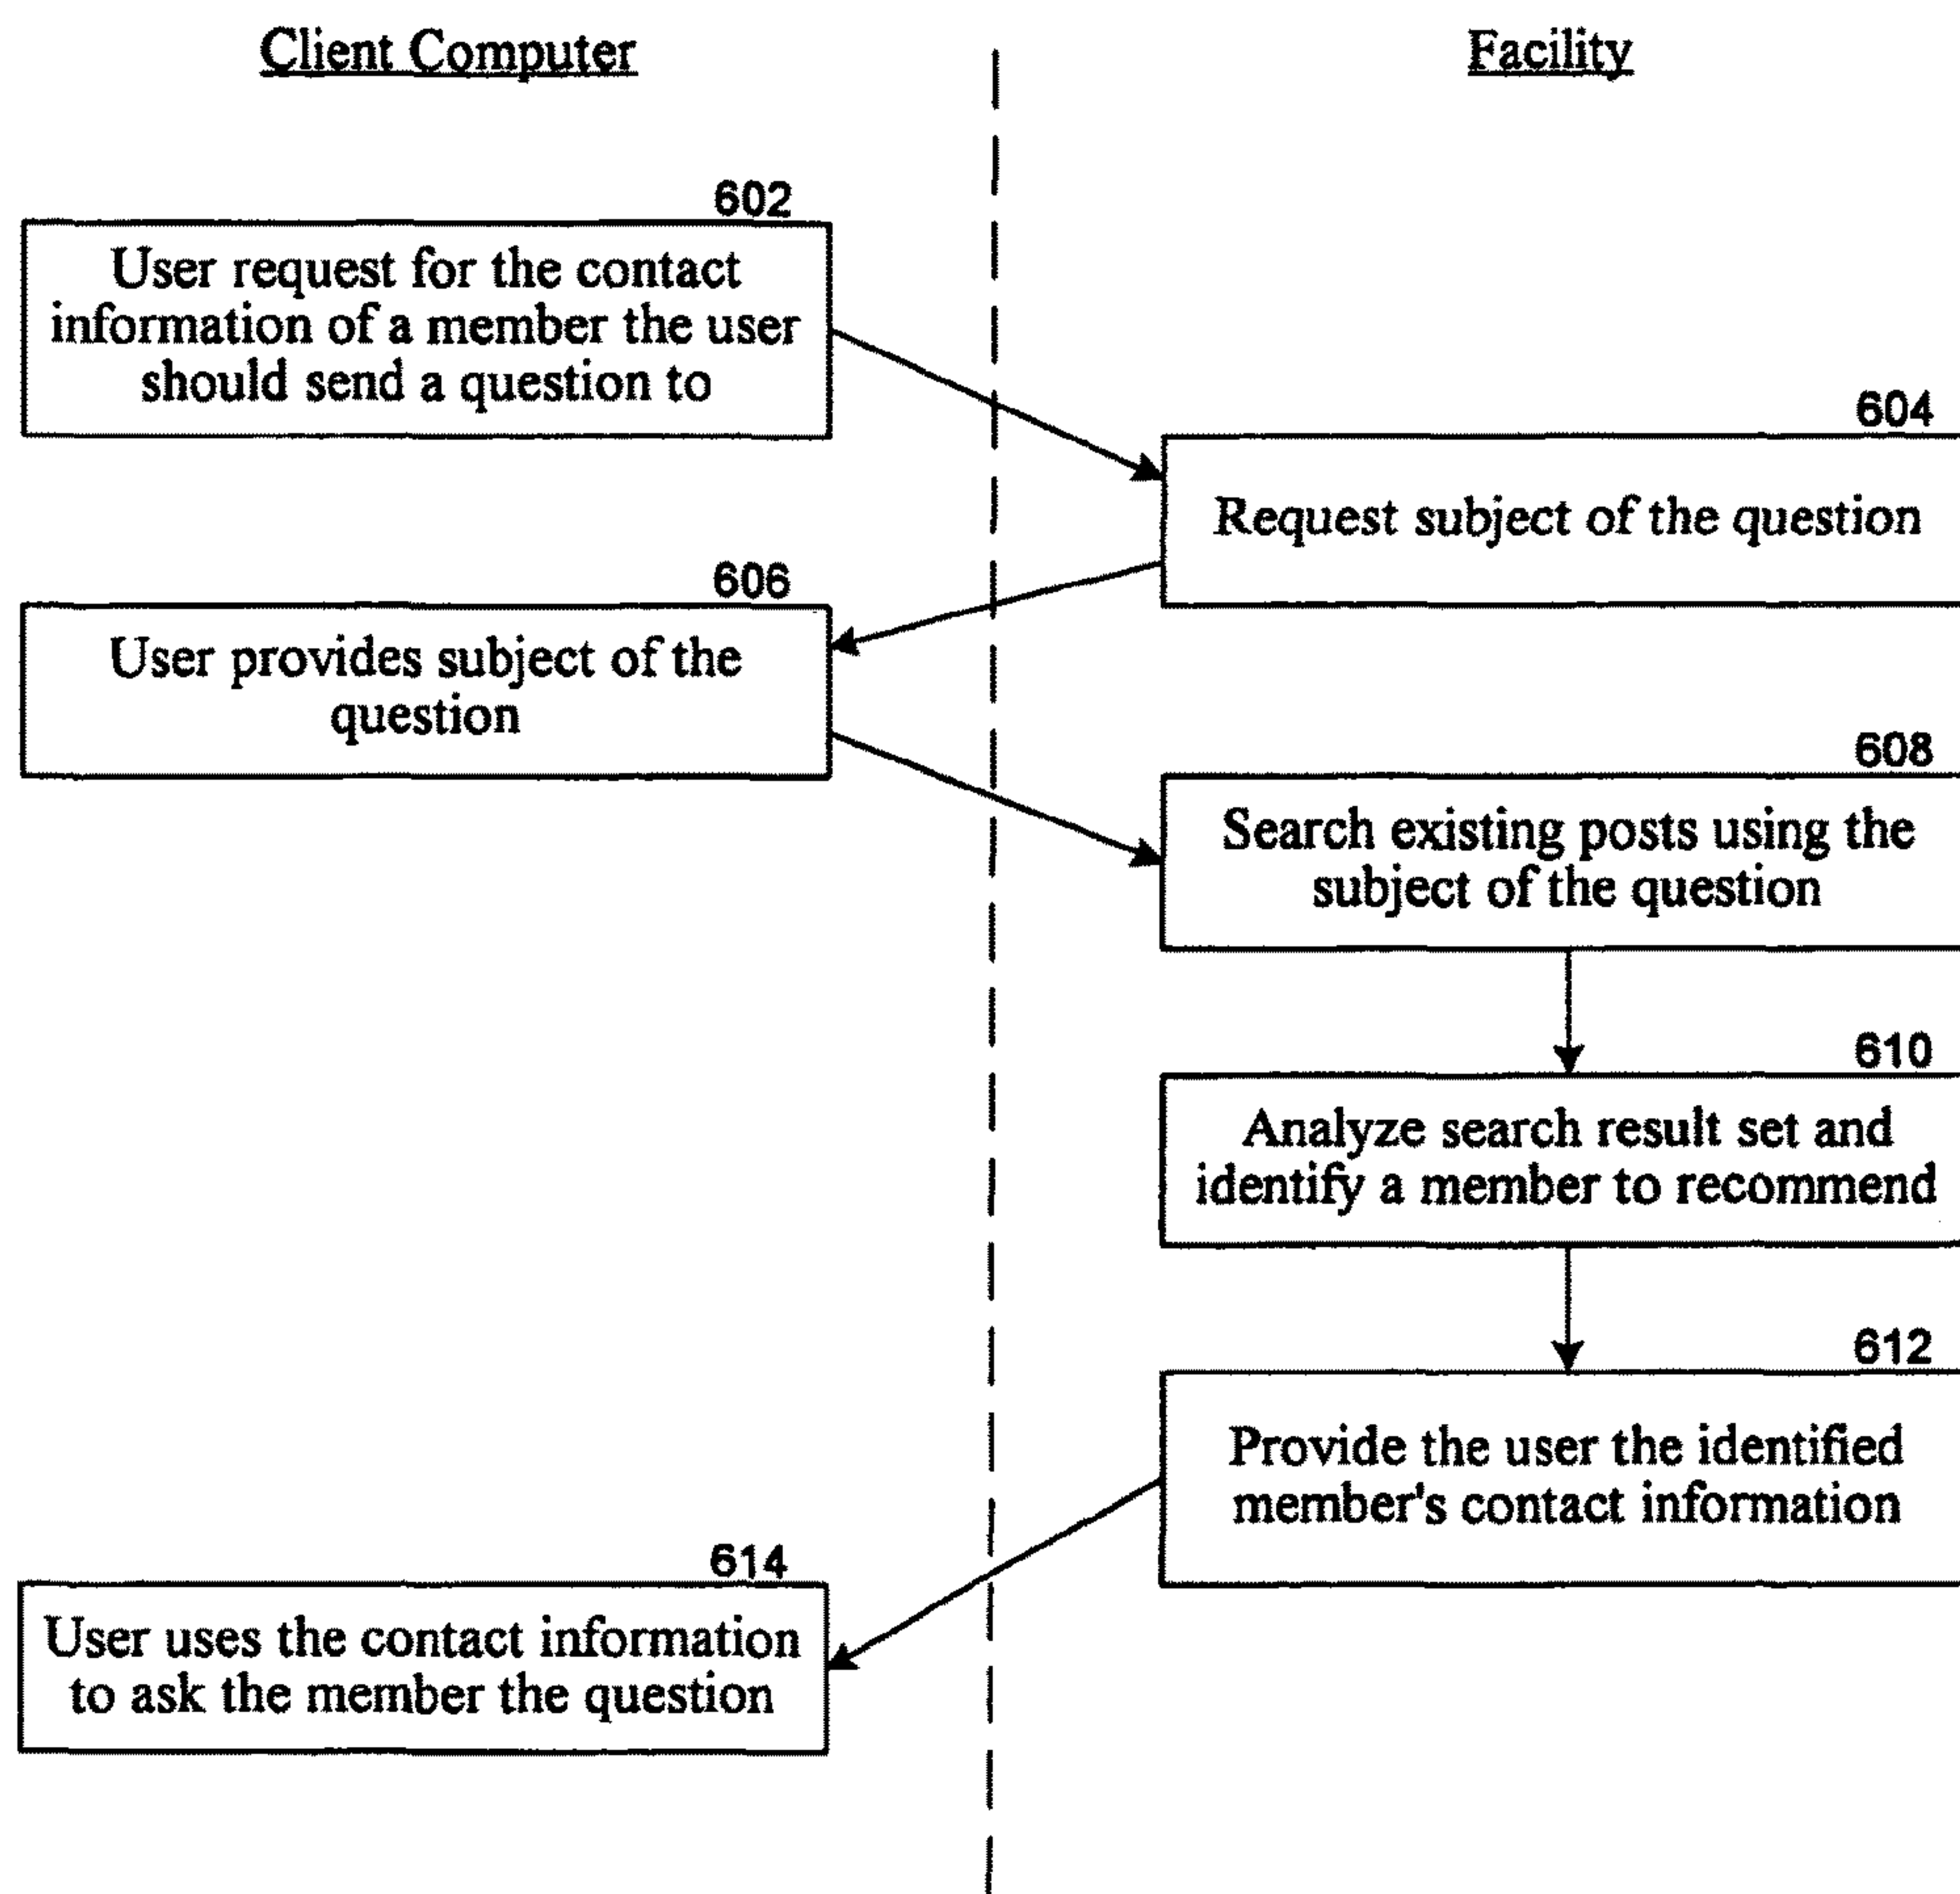 Client Computer
Facility
602
User request for the contact
information of a member the user
should send a question to
604
Request subject of the question
606
User provides subject of the
question
608
Search existing posts using the
subject of the question
610
Analyze search result set and
identify a member to recommend
612
Provide the user the identified
member's contact information
614
User uses the contact information
to ask the member the question